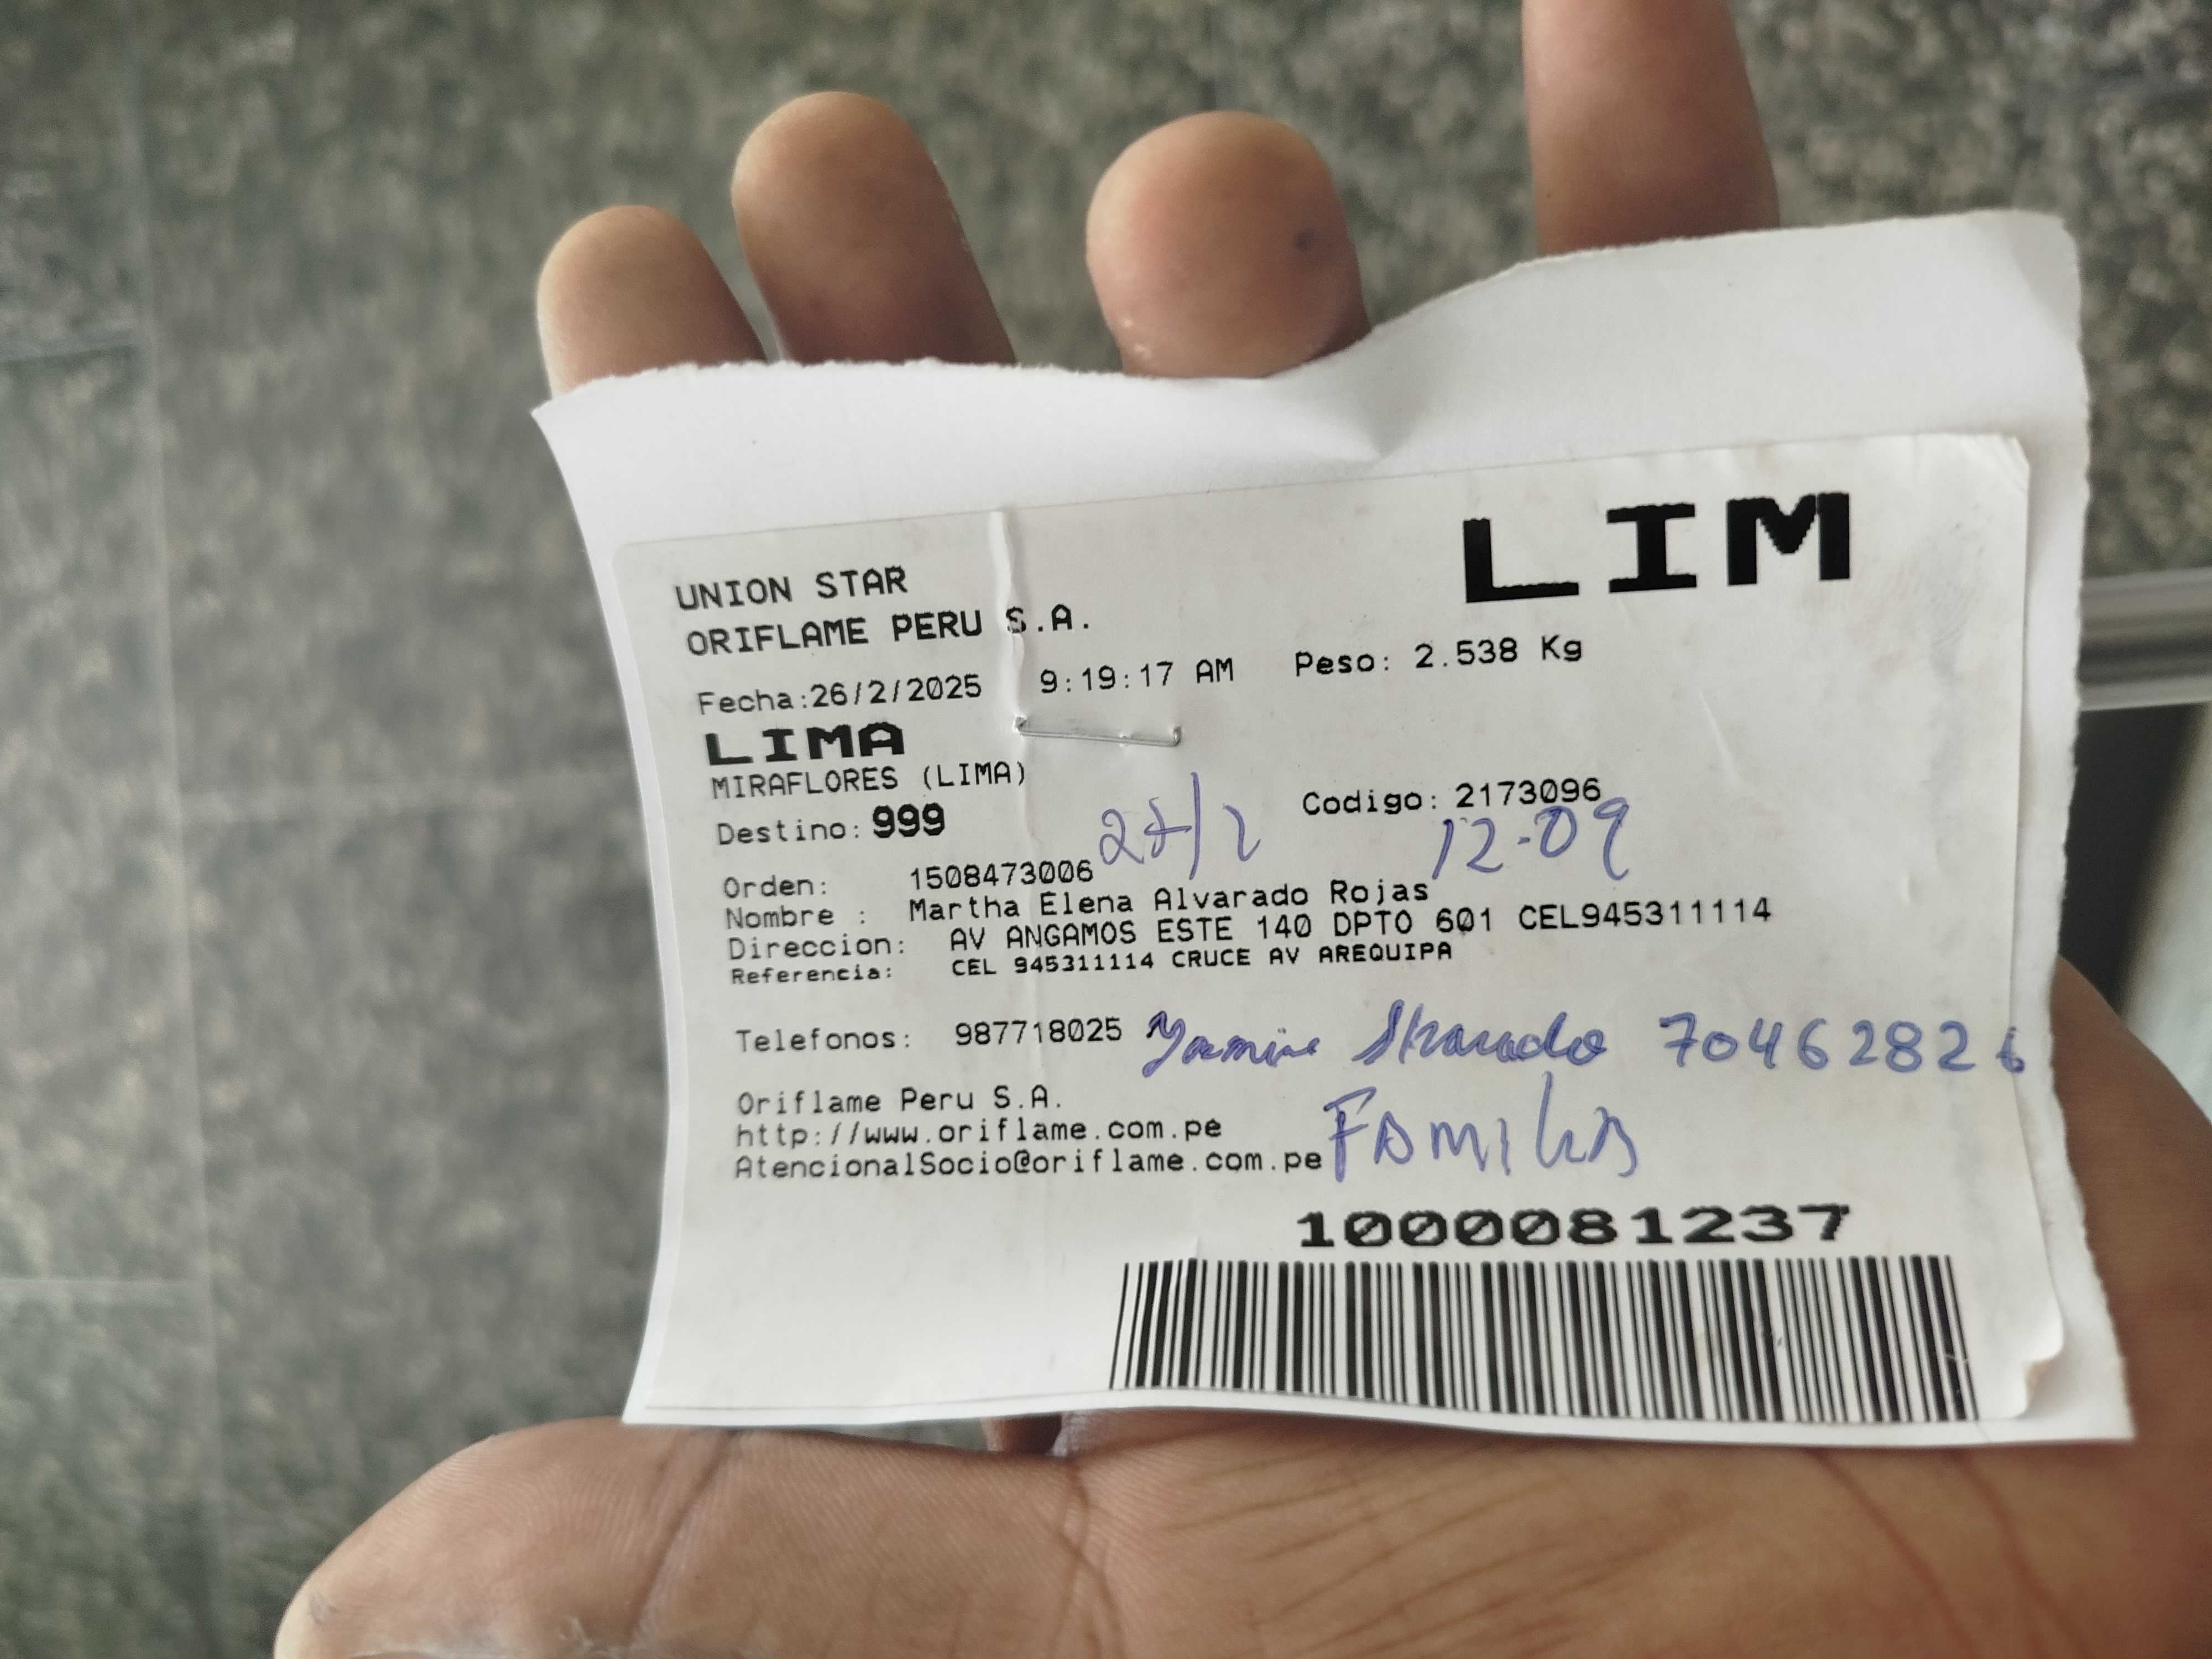 LIM
UNION STAR
ORIFLAME PERU S.A.
Fecha:26/2/2025 9:19:17 AM Peso: 2.538 Kg
LIMA
MIRAFLORES (LIMA)
Codigo: 2173096
Destino: 999
12-09
Orden: 1508473006
Nombre : Martha Elena Alvarado Rojas
Direccion: AV ANGAMOS ESTE 140 DPTO 601 CEL945311114
Referencia: CEL 945311114 CRUCE AV AREQUIPA
Telefonos: 987718025 70462826
Oriflame Peru S.A.
http://www.oriflame.com.pe
AtencionalSocio@oriflame.com.pe Familia
1000081237